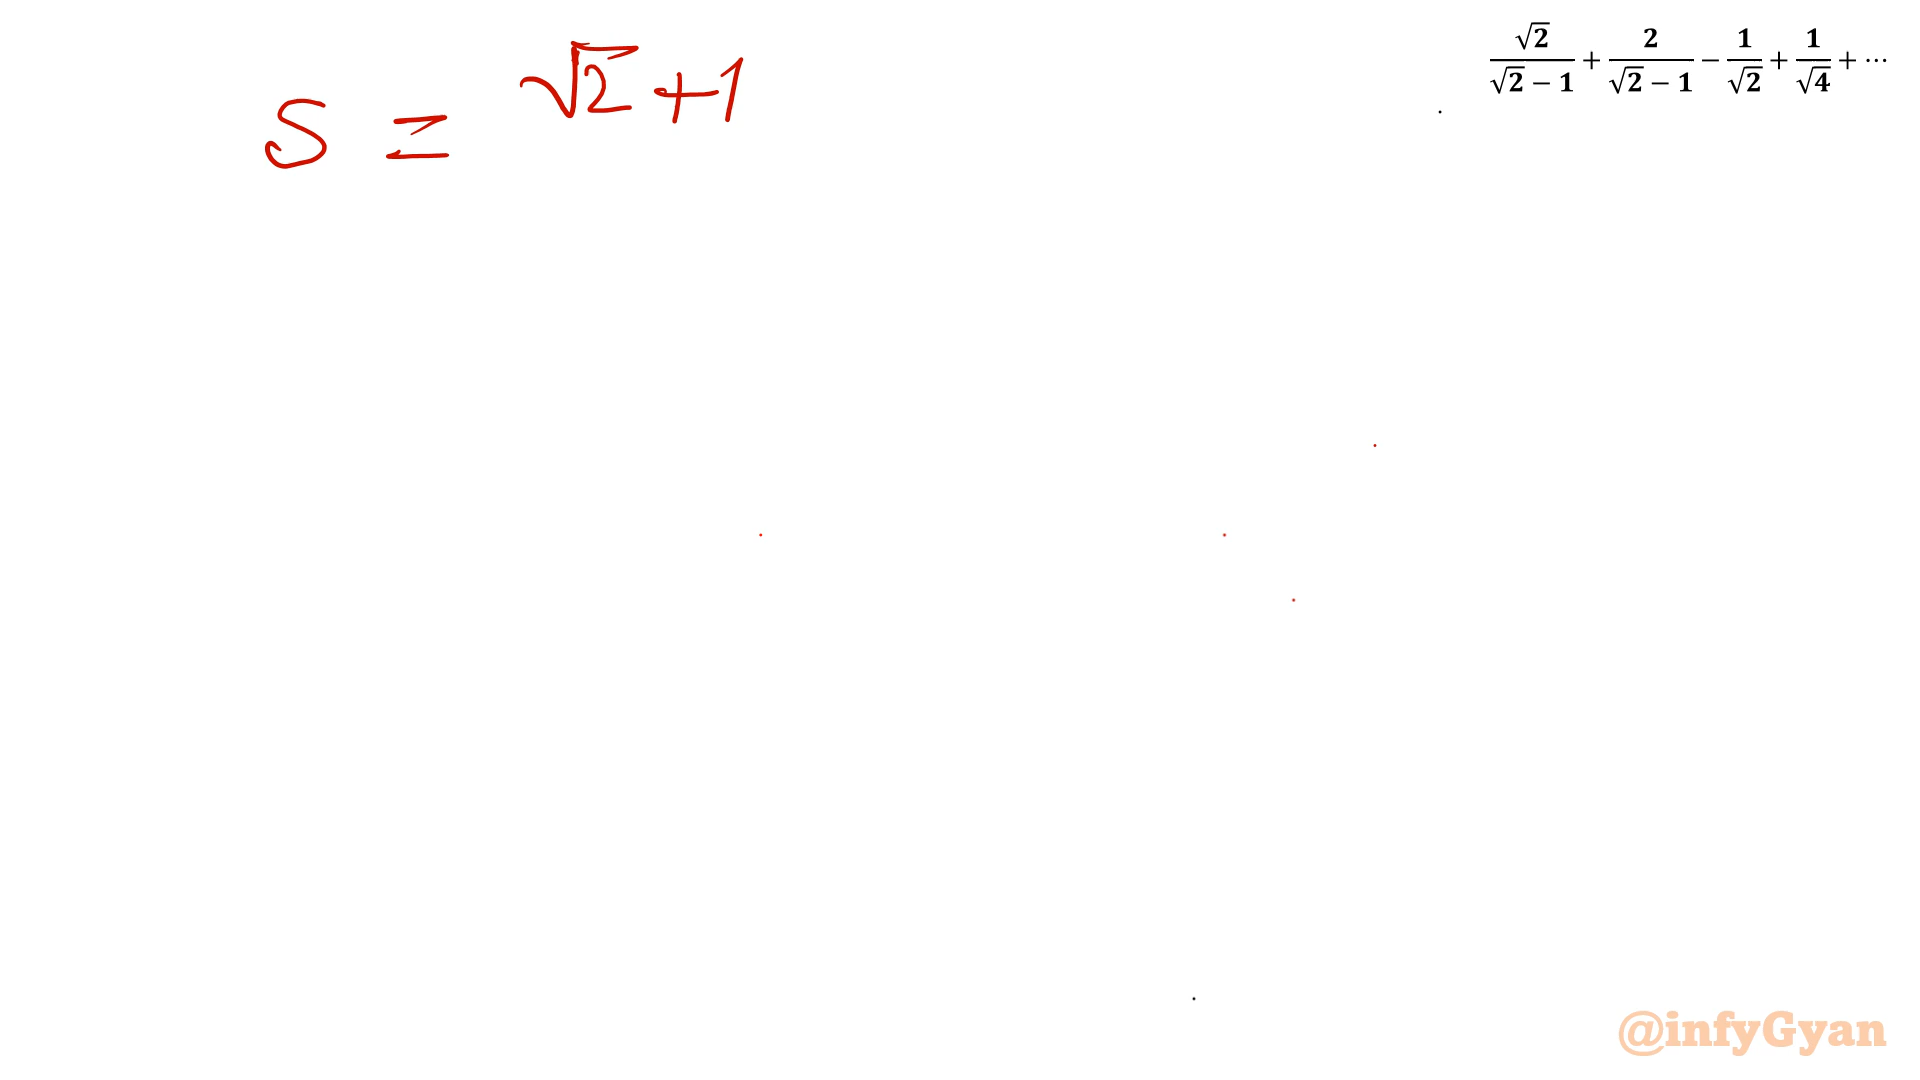 S = √2 + 1
√2/(√2 − 1) + 2/(√2 − 1) − 1/√2 + 1/√4 + ⋯
@infyGyan